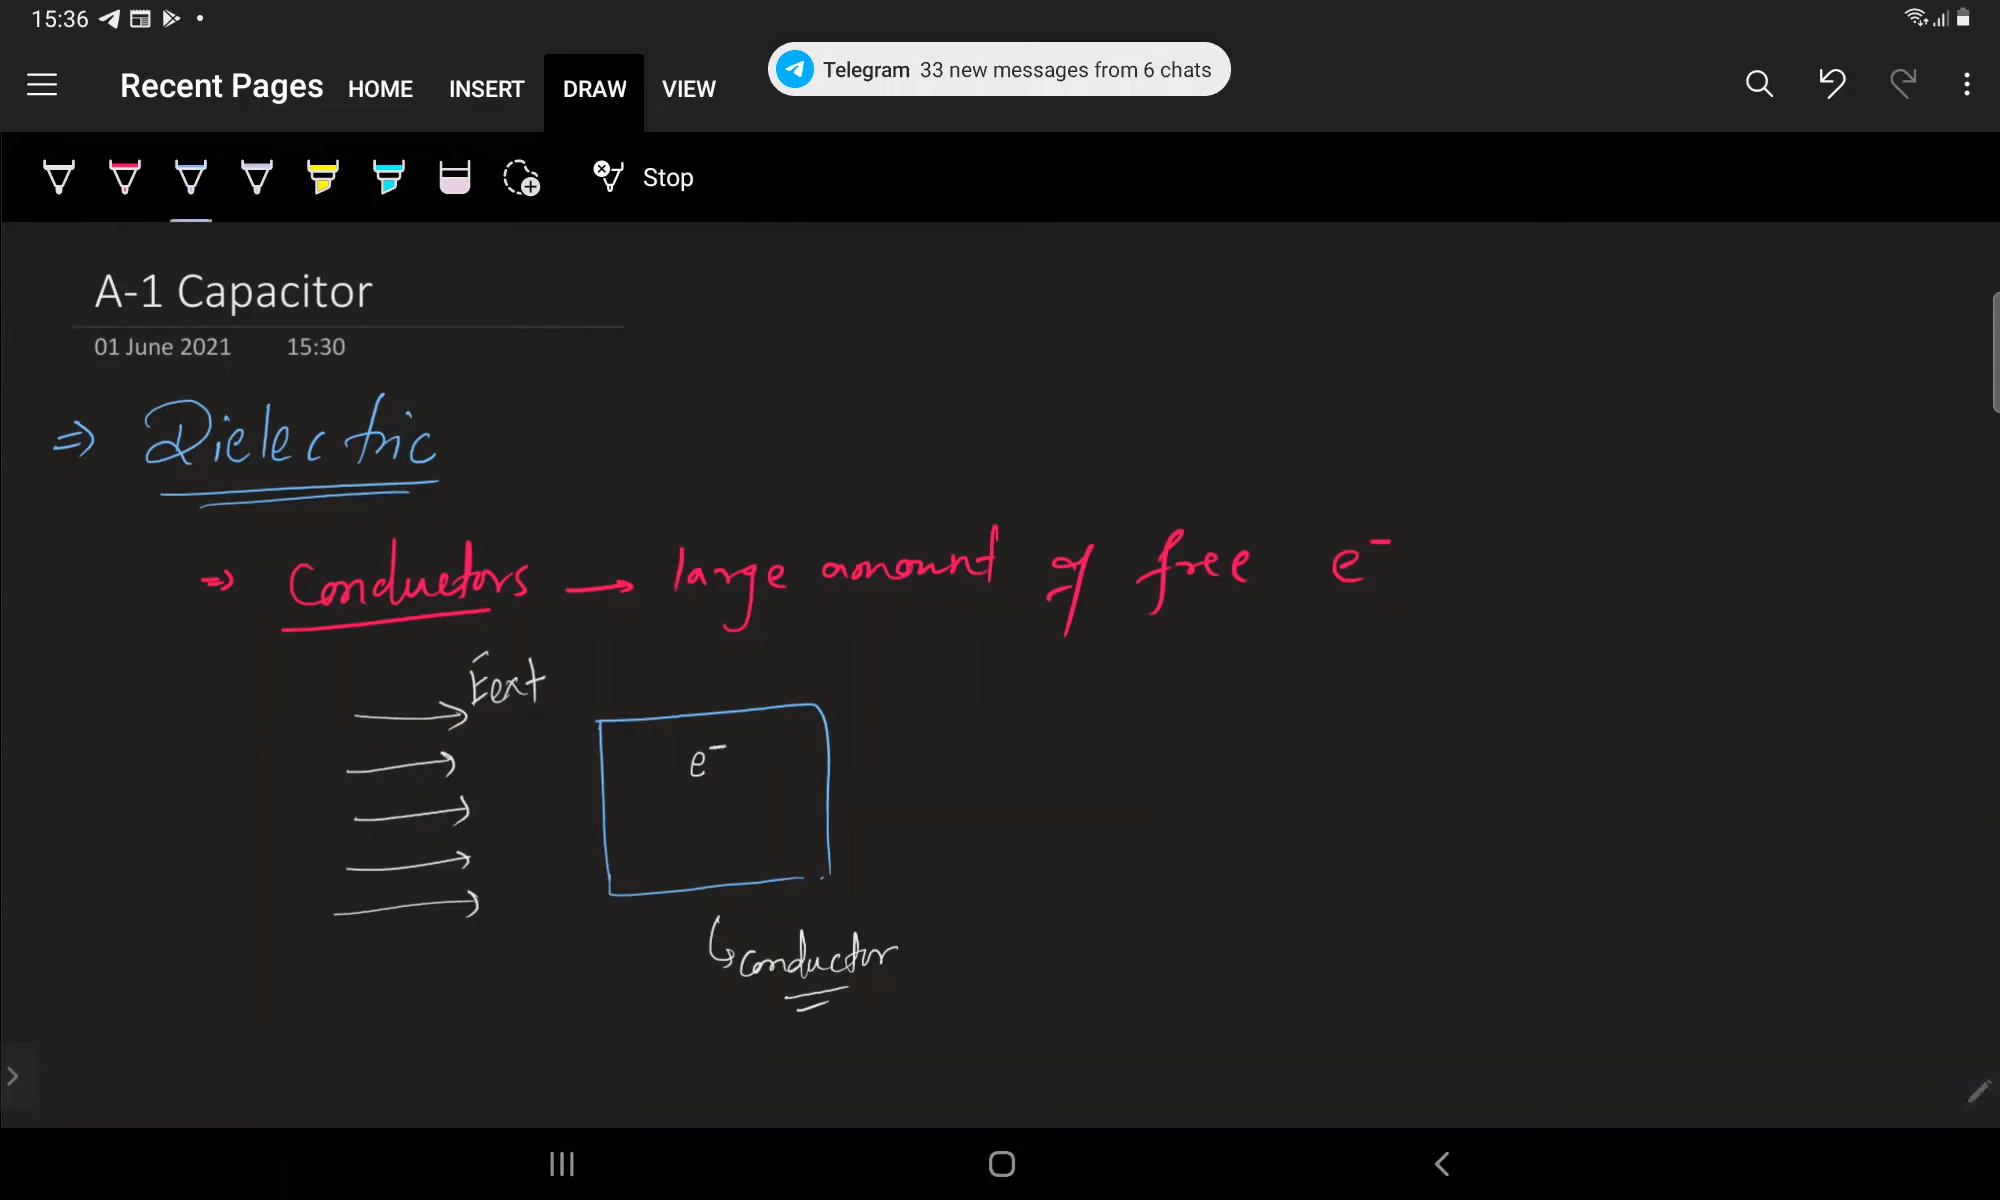 15:36
Telegram 33 new messages from 6 chats
Recent Pages HOME INSERT DRAW VIEW
Stop
A-1 Capacitor
01 June 2021 15:30
⇒ Dielectric
⇒ Conductors → large amount of free e⁻
Eext
e⁻
↳ conductor